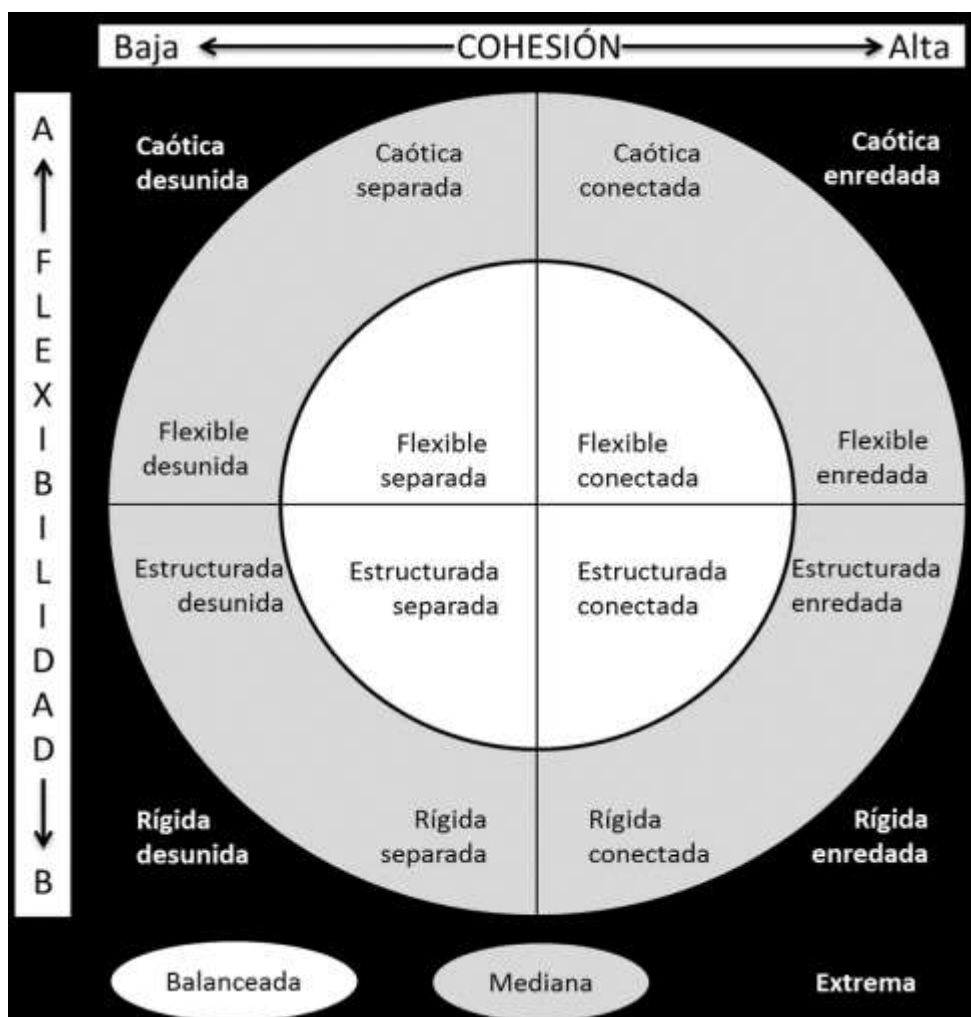 Baja COHESIÓN Alta
A FLEXIBILIDAD B
Caótica
desunida
Caótica
separada
Caótica
conectada
Caótica
enredada
Flexible
desunida
Flexible
separada
Flexible
conectada
Flexible
enredada
Estructurada
desunida
Estructurada
separada
Estructurada
conectada
Estructurada
enredada
Rígida
desunida
Rígida
separada
Rígida
conectada
Rígida
enredada
Balanceada
Mediana
Extrema